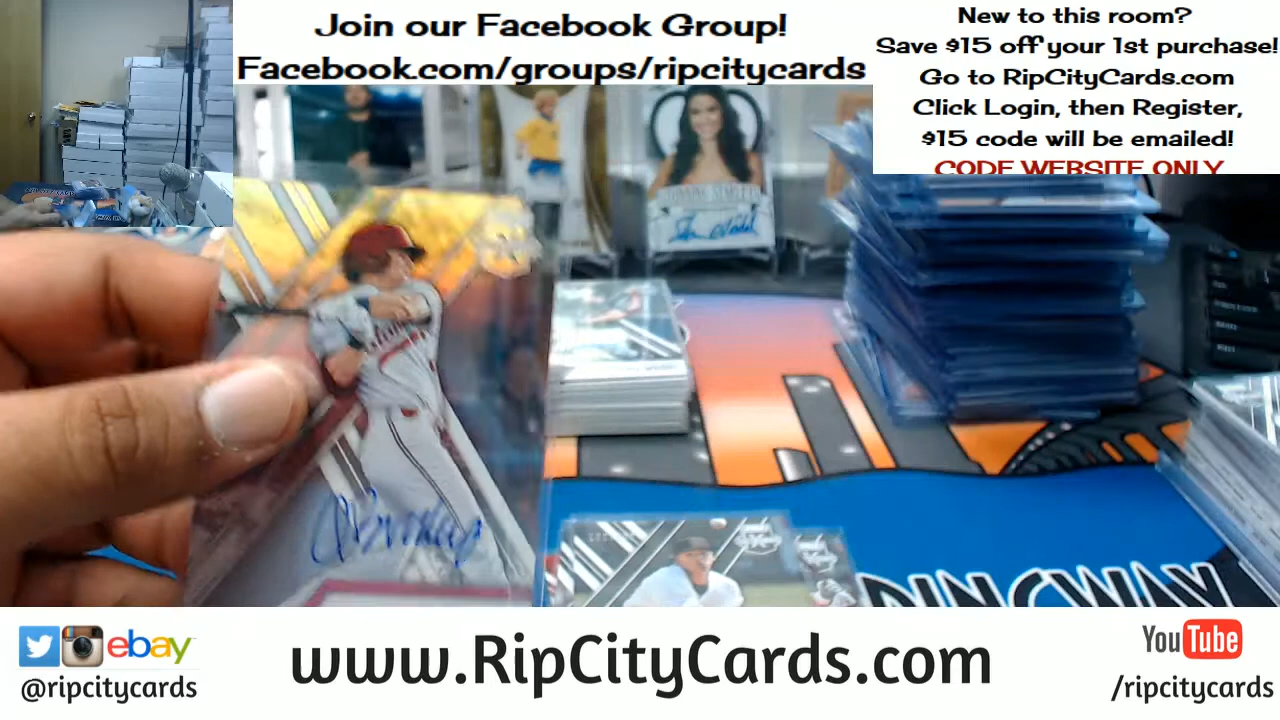 Join our Facebook Group!
Facebook.com/groups/ripcitycards
New to this room?
Save $15 off your 1st purchase!
Go to RipCityCards.com
Click Login, then Register,
$15 code will be emailed!
CODE WEBSITE ONLY
ebay
@ripcitycards
www.RipCityCards.com
YouTube
/ripcitycards